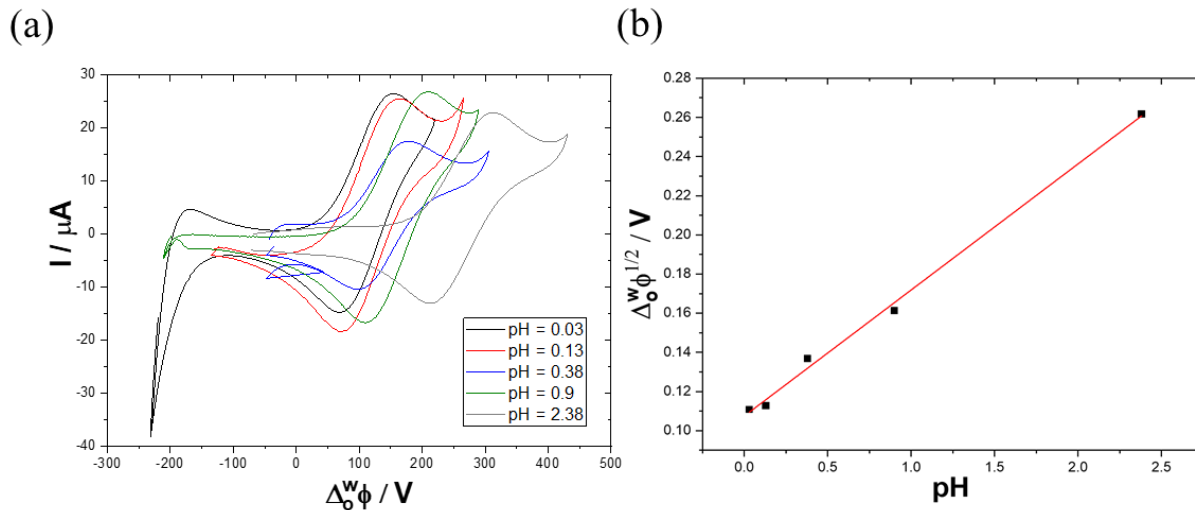 (a)
30
20
10
0
-10
-20
-30
-40
I / μA
-300 -200 -100 0 100 200 300 400 500
Δ_o^w ϕ / V
pH = 0.03
pH = 0.13
pH = 0.38
pH = 0.9
pH = 2.38
(b)
0.28
0.26
0.24
0.22
0.20
0.18
0.16
0.14
0.12
0.10
Δ_o^w ϕ^1/2 / V
0.0 0.5 1.0 1.5 2.0 2.5
pH